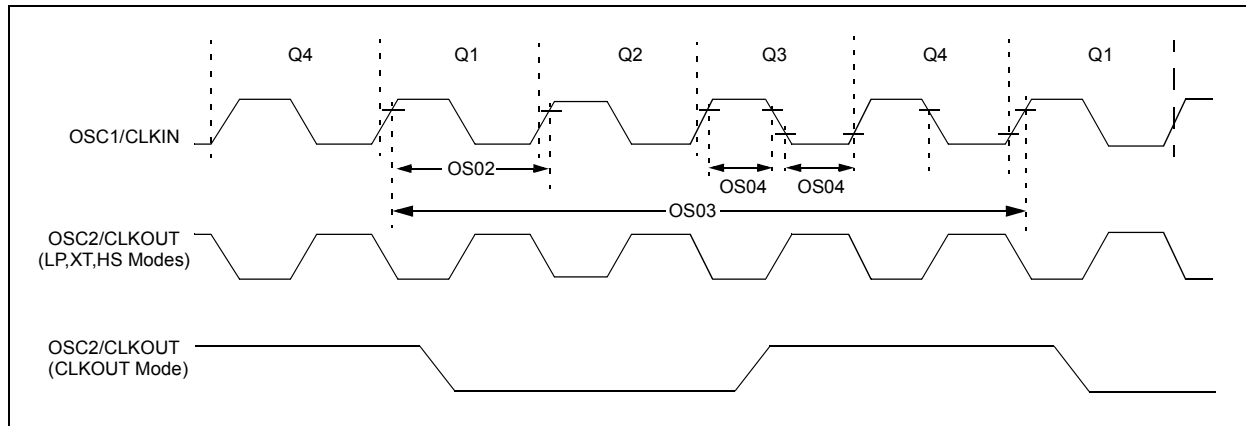 Q4 Q1 Q2 Q3 Q4 Q1
OSC1/CLKIN
OS02
OS04 OS04
OS03
OSC2/CLKOUT
(LP,XT,HS Modes)
OSC2/CLKOUT
(CLKOUT Mode)